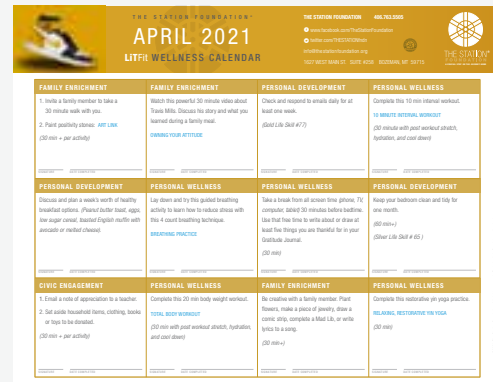 THE STATION FOUNDATION®
APRIL 2021
LiTFit WELLNESS CALENDAR
THE STATION FOUNDATION 406.763.5505
www.facebook.com/TheStationFoundation
info@thestationfoundation.org
THE STATION®
FAMILY ENRICHMENT
1. Invite a family member to take a
30 minute walk with you.
2. Paint positivity stones: ART LINK
(30 min + per activity)
FAMILY ENRICHMENT
Watch this powerful 30 minute video about
Travis Mills. Discuss his story and what you
learned during a family meal.
OWNING YOUR ATTITUDE
PERSONAL DEVELOPMENT
Check and respond to emails daily for at
least one week.
(Gold Life Skill #77)
PERSONAL WELLNESS
Complete this 10 min interval workout.
10 MINUTE INTERVAL WORKOUT
(30 minute with post workout stretch,
hydration, and cool down)
PERSONAL DEVELOPMENT
Discuss and plan a week's worth of healthy
breakfast options. (Peanut butter toast, eggs,
low sugar cereal, toasted English muffin with
avocado or melted cheese).
PERSONAL WELLNESS
Lay down and try this guided breathing
activity to learn how to reduce stress with
this 4 count breathing technique.
BREATHING PRACTICE
PERSONAL WELLNESS
Take a break from all screen time (phone, TV,
computer, tablet) 30 minutes before bedtime.
Use that free time to write about or draw at
least five things you are thankful for in your
Gratitude Journal.
(30 min)
PERSONAL DEVELOPMENT
Keep your bedroom clean and tidy for
one month.
(60 min+)
(Silver Life Skill # 65 )
CIVIC ENGAGEMENT
1. Email a note of appreciation to a teacher.
2. Set aside household items, clothing, books
or toys to be donated.
(30 min + per activity)
PERSONAL WELLNESS
Complete this 20 min body weight workout.
TOTAL BODY WORKOUT
(30 min with post workout stretch, hydration,
and cool down)
FAMILY ENRICHMENT
Be creative with a family member. Plant
flowers, make a piece of jewelry, draw a
comic strip, complete a Mad Lib, or write
lyrics to a song.
(30 min+)
PERSONAL WELLNESS
Complete this restorative yin yoga practice.
RELAXING, RESTORATIVE YIN YOGA
(30 min)